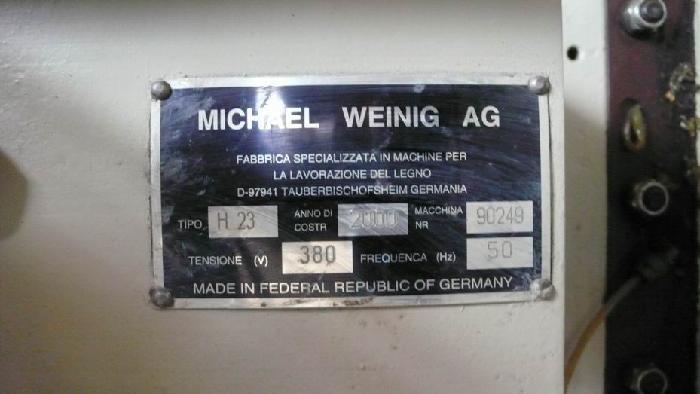 MICHAEL WEINIG AG
FABBRICA SPECIALIZZATA IN MACHINE PER
LA LAVORAZIONE DEL LEGNO
D-97941 TAUBERBISCHOFSHEIM GERMANIA
TIPO H 23 ANNO DI COSTR 2000 MACCHINA NR 90249
TENSIONE (V) 380 FREQUENCA (Hz) 50
MADE IN FEDERAL REPUBLIC OF GERMANY